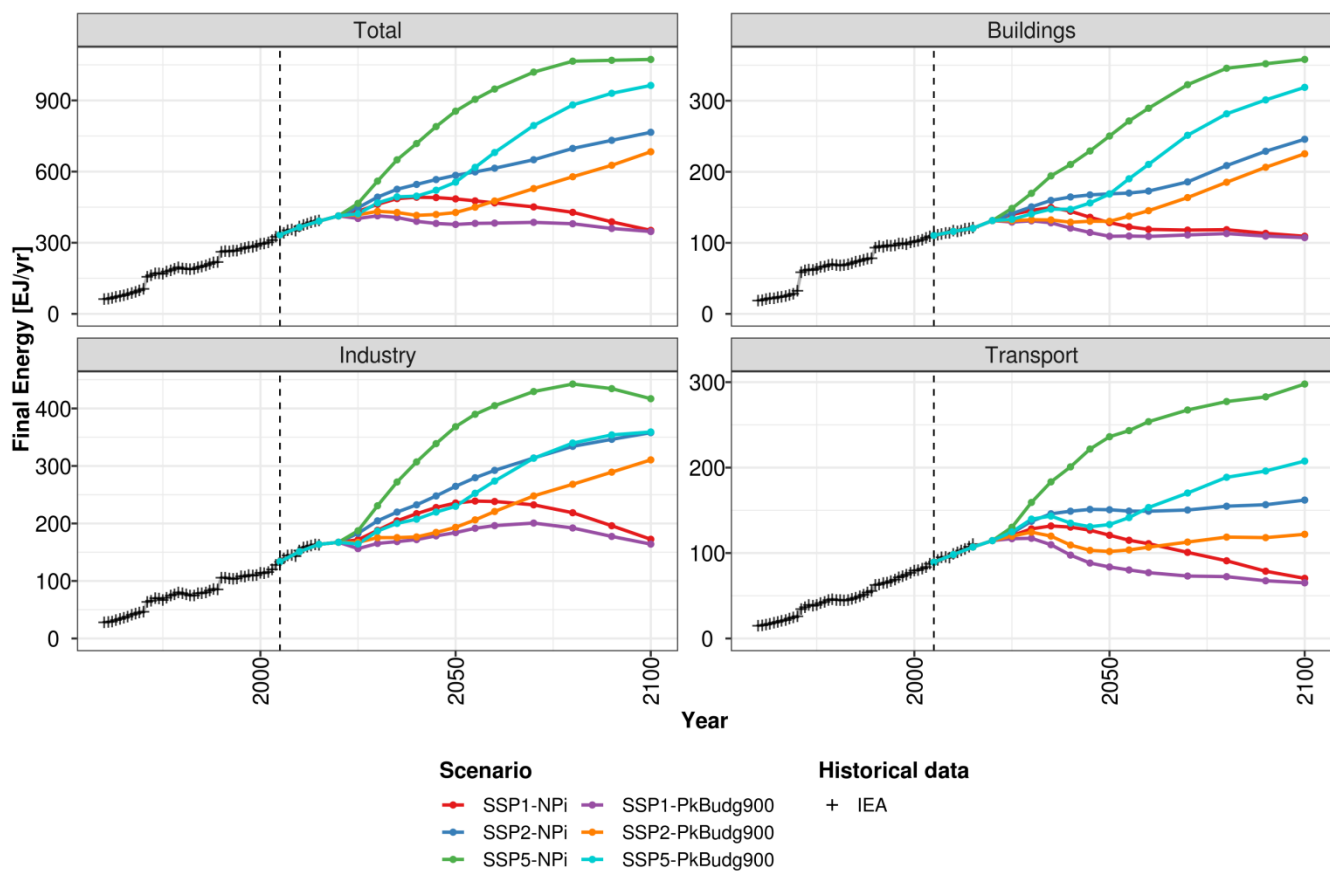 Total
Buildings
900
600
300
0
300
200
100
0
Industry
Transport
400
300
200
100
0
300
200
100
0
Final Energy [EJ/yr]
2000
2050
2100
2000
2050
2100
Year
Scenario
Historical data
SSP1-NPi
SSP1-PkBudg900
IEA
SSP2-NPi
SSP2-PkBudg900
SSP5-NPi
SSP5-PkBudg900